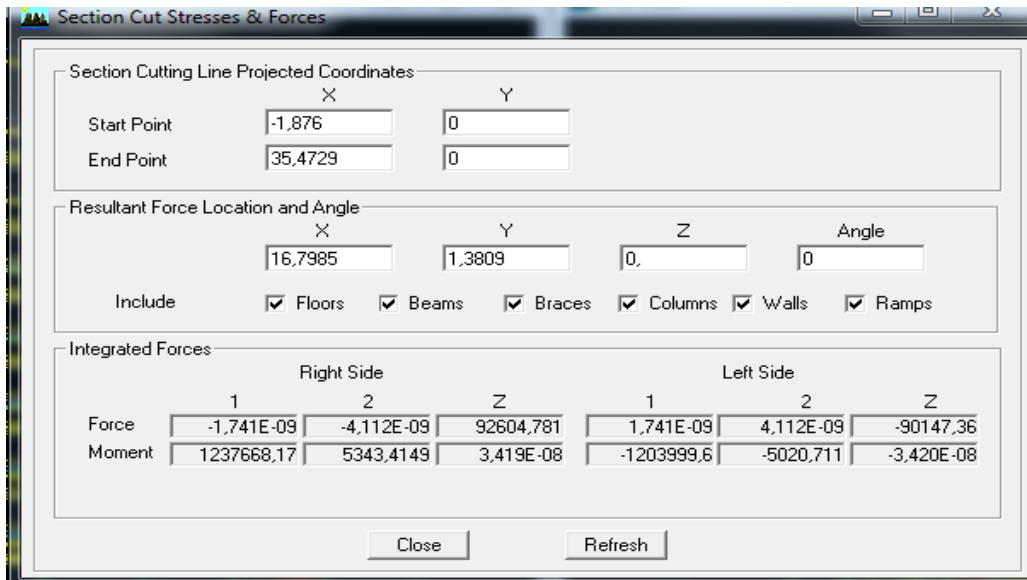 Section Cut Stresses & Forces
Section Cutting Line Projected Coordinates
X Y
Start Point -1,876 0
End Point 35,4729 0
Resultant Force Location and Angle
X Y Z Angle
16,7985 1,3809 0, 0
Include Floors Beams Braces Columns Walls Ramps
Integrated Forces
Right Side Left Side
1 2 Z 1 2 Z
Force -1,741E-09 -4,112E-09 92604,781 1,741E-09 4,112E-09 -90147,36
Moment 1237668,17 5343,4149 3,419E-08 -1203999,6 -5020,711 -3,420E-08
Close Refresh